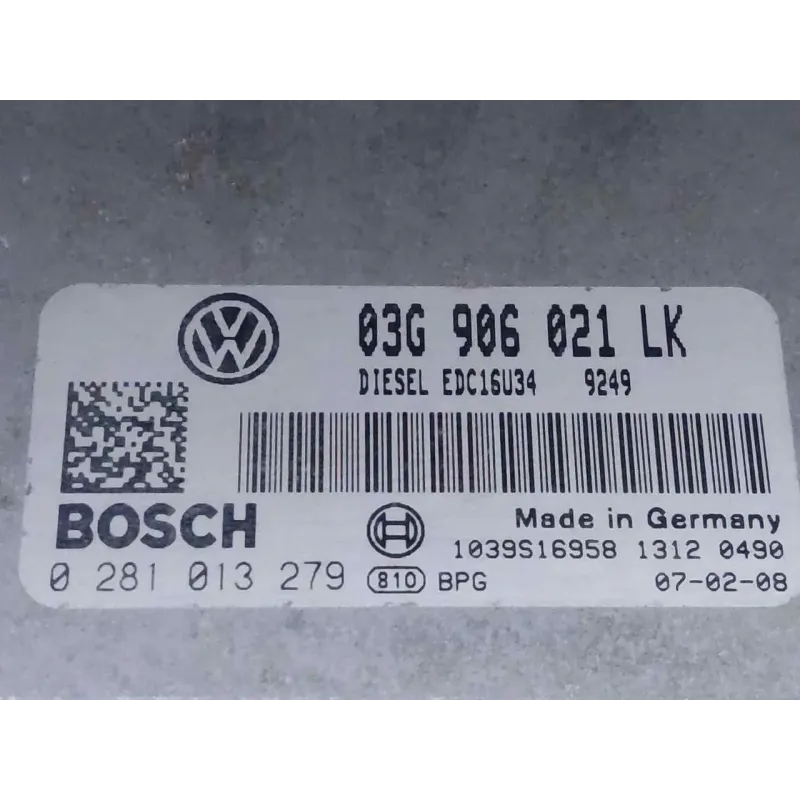 03G 906 021 LK
DIESEL EDC16U34 9249
BOSCH
Made in Germany
1039S16958 1312 0490
0 281 013 279
810 BPG
07-02-08